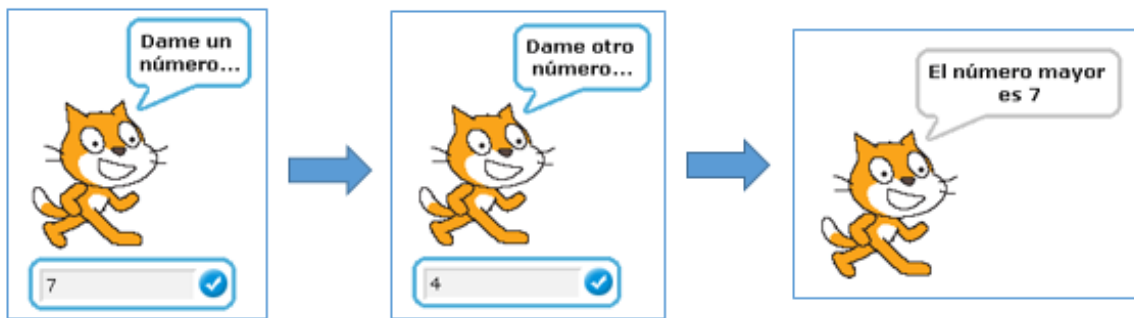 Dame un
número...
7
Dame otro
número...
4
El número mayor
es 7